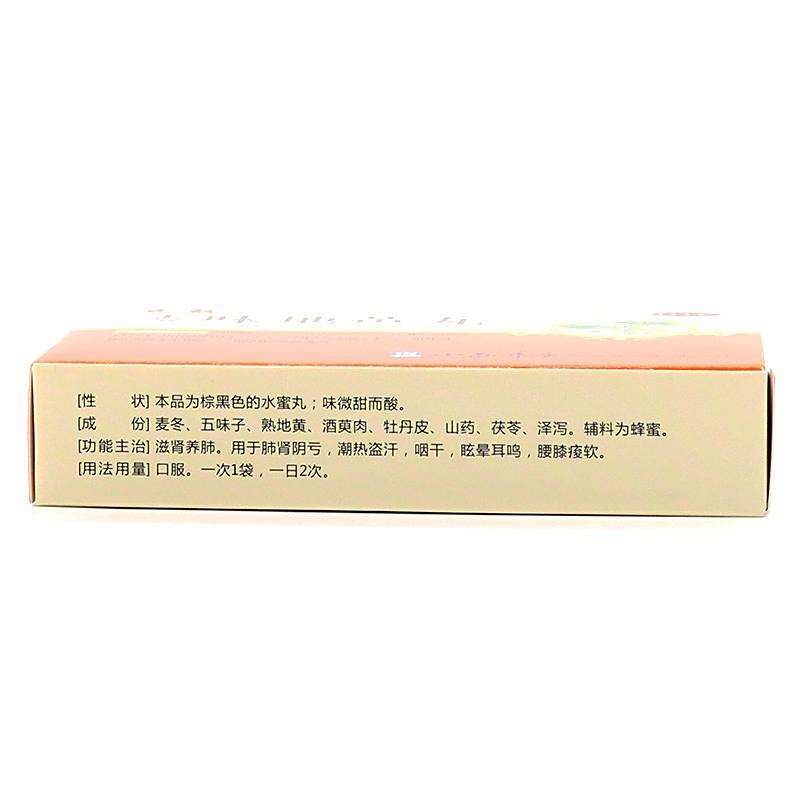 [性 状] 本品为棕黑色的水蜜丸；味微甜而酸。
[成 份] 麦冬、五味子、熟地黄、酒萸肉、牡丹皮、山药、茯苓、泽泻。辅料为蜂蜜。
[功能主治] 滋肾养肺。用于肺肾阴亏，潮热盗汗，咽干，眩晕耳鸣，腰膝痠软。
[用法用量] 口服。一次1袋，一日2次。